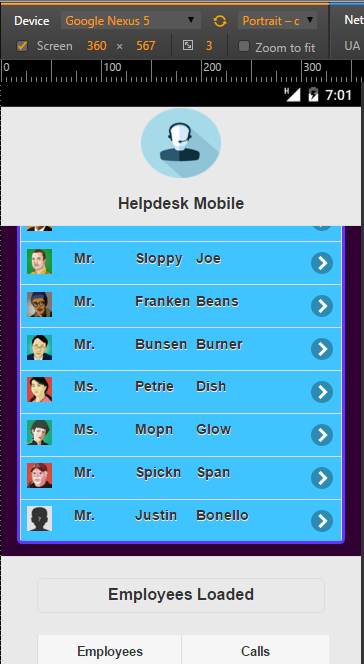 Device Google Nexus 5 Portrait – c Net
Screen 360 × 567 3 Zoom to fit UA
0 100 200 300
H 7:01
Helpdesk Mobile
Mr. Sloppy Joe
Mr. Franken Beans
Mr. Bunsen Burner
Ms. Petrie Dish
Ms. Mopn Glow
Mr. Spickn Span
Mr. Justin Bonello
Employees Loaded
Employees Calls